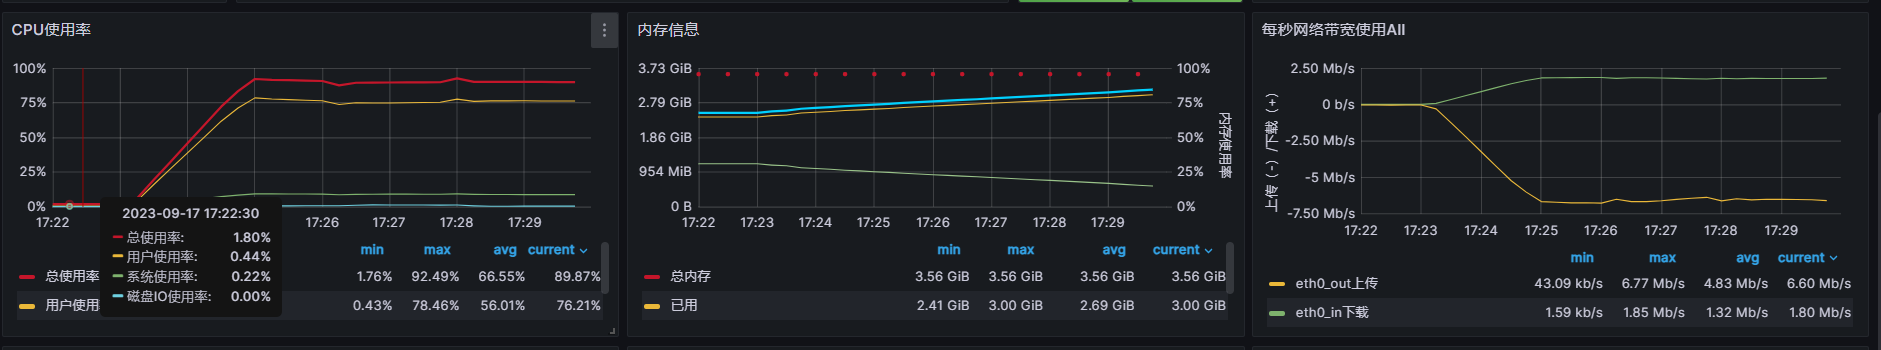 CPU使用率
100%
75%
50%
25%
0%
17:22
17:26
17:27
17:28
17:29
2023-09-17 17:22:30
总使用率: 1.80%
用户使用率: 0.44%
系统使用率: 0.22%
磁盘IO使用率: 0.00%
min max avg current
总使用率 1.76% 92.49% 66.55% 89.87%
用户使用 0.43% 78.46% 56.01% 76.21%
内存信息
3.73 GiB
2.79 GiB
1.86 GiB
954 MiB
0 B
100%
75%
50%
25%
0%
内存使用率
17:22 17:23 17:24 17:25 17:26 17:27 17:28 17:29
min max avg current
总内存 3.56 GiB 3.56 GiB 3.56 GiB 3.56 GiB
已用 2.41 GiB 3.00 GiB 2.69 GiB 3.00 GiB
每秒网络带宽使用All
上传（-）/下载（+）
2.50 Mb/s
0 b/s
-2.50 Mb/s
-5 Mb/s
-7.50 Mb/s
17:22 17:23 17:24 17:25 17:26 17:27 17:28 17:29
min max avg current
eth0_out上传 43.09 kb/s 6.77 Mb/s 4.83 Mb/s 6.60 Mb/s
eth0_in下载 1.59 kb/s 1.85 Mb/s 1.32 Mb/s 1.80 Mb/s